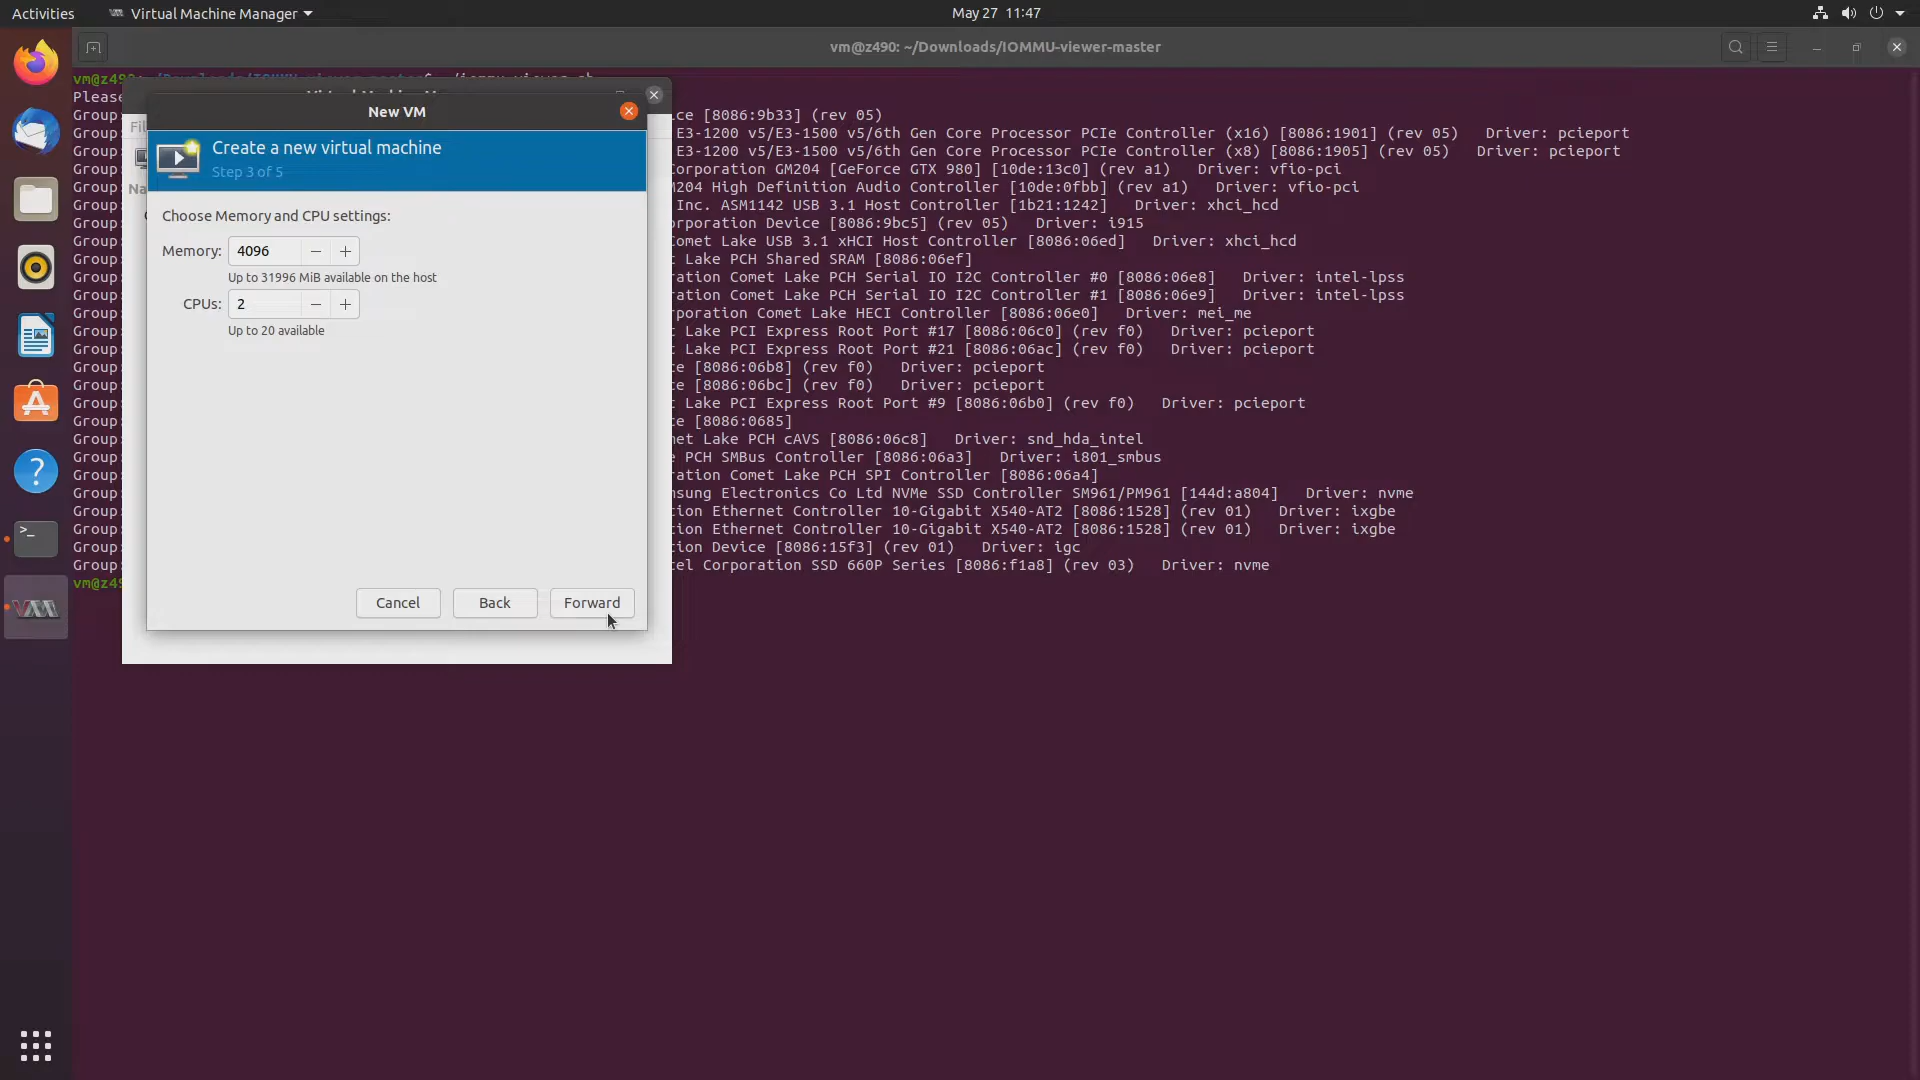 Activities
Virtual Machine Manager
May 27 11:47
vm@z490: ~/Downloads/IOMMU-viewer-master
vm@z49
Please
New VM
Fil
Create a new virtual machine
Step 3 of 5
Na
Choose Memory and CPU settings:
Memory: 4096
Up to 31996 MiB available on the host
CPUs: 2
Up to 20 available
Cancel
Back
Forward
Group: ce [8086:9b33] (rev 05)
Group: E3-1200 v5/E3-1500 v5/6th Gen Core Processor PCIe Controller (x16) [8086:1901] (rev 05) Driver: pcieport
Group: E3-1200 v5/E3-1500 v5/6th Gen Core Processor PCIe Controller (x8) [8086:1905] (rev 05) Driver: pcieport
Group: orporation GM204 [GeForce GTX 980] [10de:13c0] (rev a1) Driver: vfio-pci
Group: M204 High Definition Audio Controller [10de:0fbb] (rev a1) Driver: vfio-pci
Group: Inc. ASM1142 USB 3.1 Host Controller [1b21:1242] Driver: xhci_hcd
Group: orporation Device [8086:9bc5] (rev 05) Driver: i915
Group: omet Lake USB 3.1 xHCI Host Controller [8086:06ed] Driver: xhci_hcd
Group: t Lake PCH Shared SRAM [8086:06ef]
Group: ration Comet Lake PCH Serial IO I2C Controller #0 [8086:06e8] Driver: intel-lpss
Group: ration Comet Lake PCH Serial IO I2C Controller #1 [8086:06e9] Driver: intel-lpss
Group: rporation Comet Lake HECI Controller [8086:06e0] Driver: mei_me
Group: t Lake PCI Express Root Port #17 [8086:06c0] (rev f0) Driver: pcieport
Group: t Lake PCI Express Root Port #21 [8086:06ac] (rev f0) Driver: pcieport
Group: ce [8086:06b8] (rev f0) Driver: pcieport
Group: ce [8086:06bc] (rev f0) Driver: pcieport
Group: t Lake PCI Express Root Port #9 [8086:06b0] (rev f0) Driver: pcieport
Group: ce [8086:0685]
Group: met Lake PCH cAVS [8086:06c8] Driver: snd_hda_intel
Group: e PCH SMBus Controller [8086:06a3] Driver: i801_smbus
Group: ration Comet Lake PCH SPI Controller [8086:06a4]
Group: msung Electronics Co Ltd NVMe SSD Controller SM961/PM961 [144d:a804] Driver: nvme
Group: tion Ethernet Controller 10-Gigabit X540-AT2 [8086:1528] (rev 01) Driver: ixgbe
Group: tion Ethernet Controller 10-Gigabit X540-AT2 [8086:1528] (rev 01) Driver: ixgbe
Group: tion Device [8086:15f3] (rev 01) Driver: igc
Group: tel Corporation SSD 660P Series [8086:f1a8] (rev 03) Driver: nvme
vm@z49